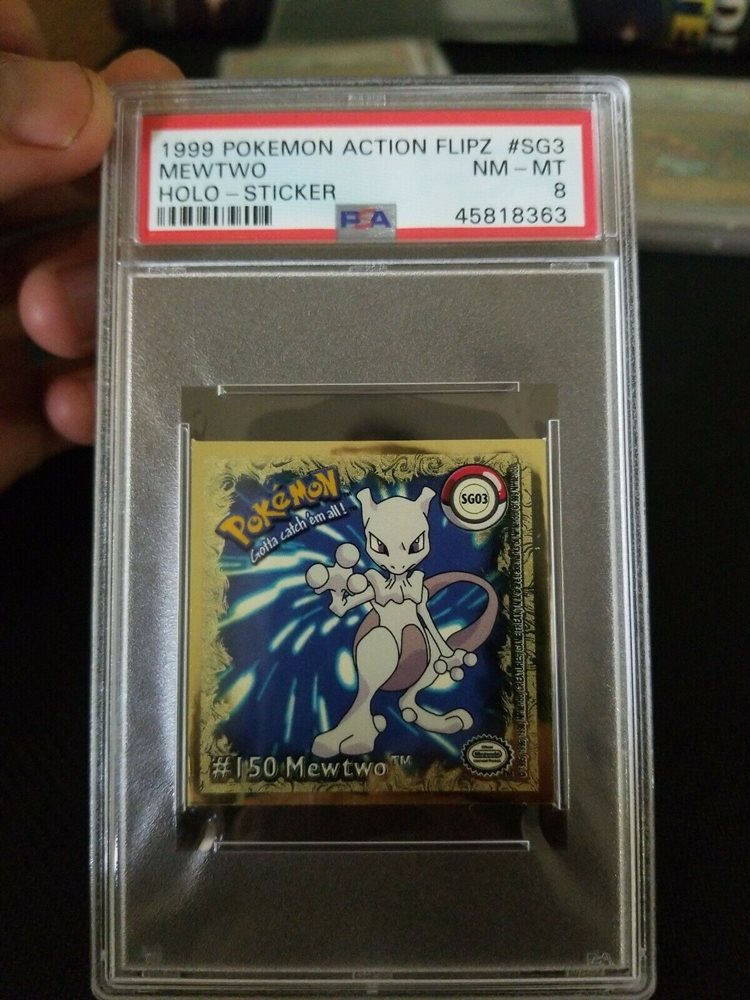 1999 POKEMON ACTION FLIPZ #SG3
MEWTWO NM-MT
HOLO-STICKER 8
PSA 45818363
POKéMON
Gotta catch 'em all!
SG03
#150 Mewtwo™
Nintendo